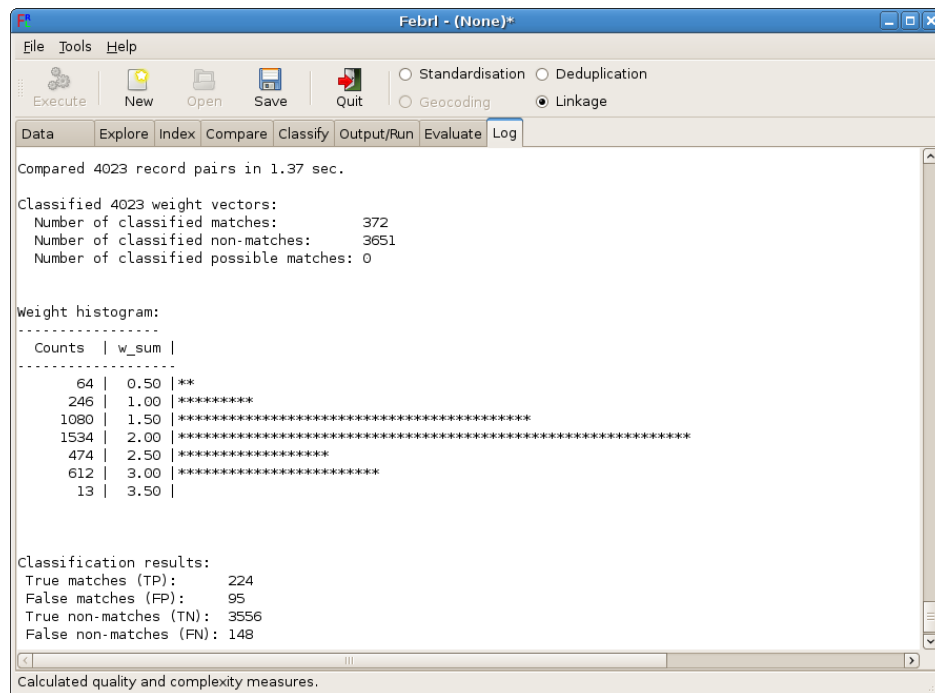 Febrl - (None)*
File Tools Help
Execute New Open Save Quit Standardisation Deduplication Geocoding Linkage
Data Explore Index Compare Classify Output/Run Evaluate Log
Compared 4023 record pairs in 1.37 sec.
Classified 4023 weight vectors:
Number of classified matches: 372
Number of classified non-matches: 3651
Number of classified possible matches: 0
Weight histogram:
-----------------
Counts | w_sum |
-------------------
64 | 0.50 |**
246 | 1.00 |*********
1080 | 1.50 |******************************************
1534 | 2.00 |*************************************************************
474 | 2.50 |******************
612 | 3.00 |************************
13 | 3.50 |
Classification results:
True matches (TP): 224
False matches (FP): 95
True non-matches (TN): 3556
False non-matches (FN): 148
Calculated quality and complexity measures.